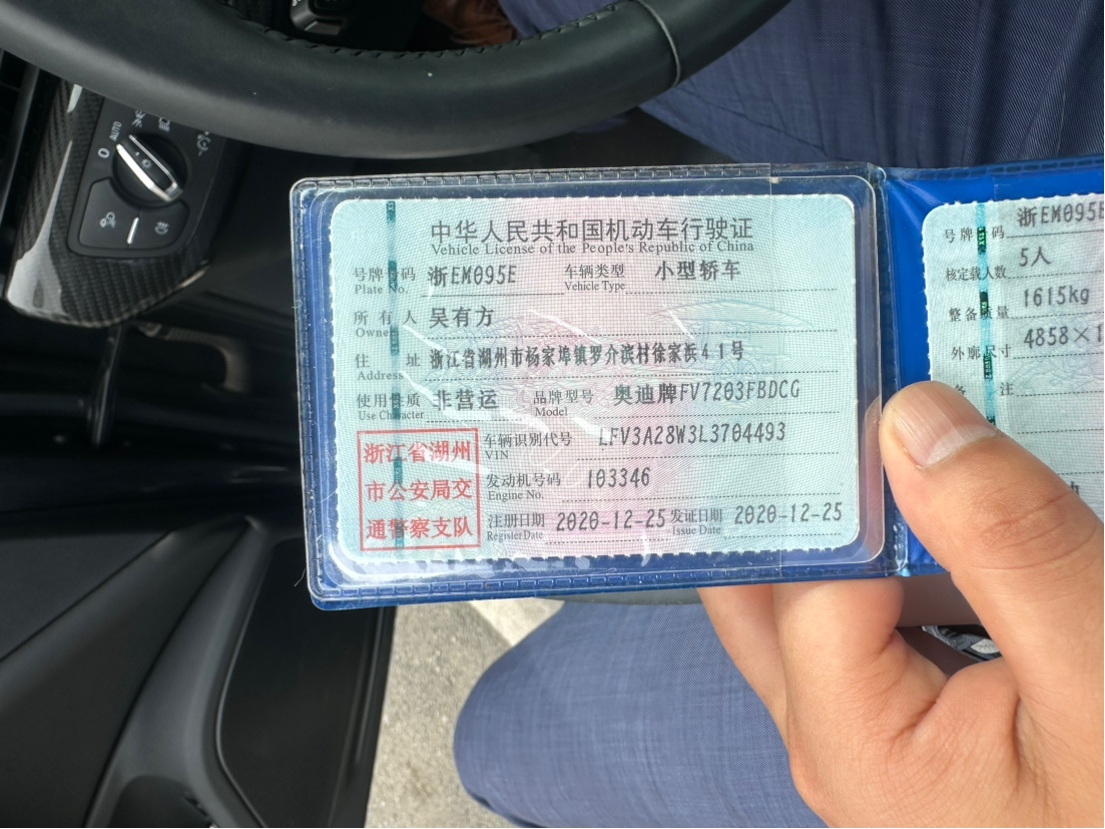 中华人民共和国机动车行驶证
Vehicle License of the People's Republic of China
号牌号码 浙EM095E 车辆类型 小型轿车
Plate No. Vehicle Type
所有人 吴有方
Owner
住址 浙江省湖州市杨家埠镇罗介滨村徐家浜41号
Address
使用性质 非营运 品牌型号 奥迪牌FV7203FBDCG
Use Character Model
浙江省湖州
市公安局交
通警察支队
车辆识别代号 LFV3A28W3L3704493
VIN
发动机号码 103346
Engine No.
注册日期 2020-12-25 发证日期 2020-12-25
Register Date Issue Date
号牌号码 浙EM095E
核定载人数 5人
整备质量 1615kg
外廓尺寸 4858×1
备注
AUTO
0